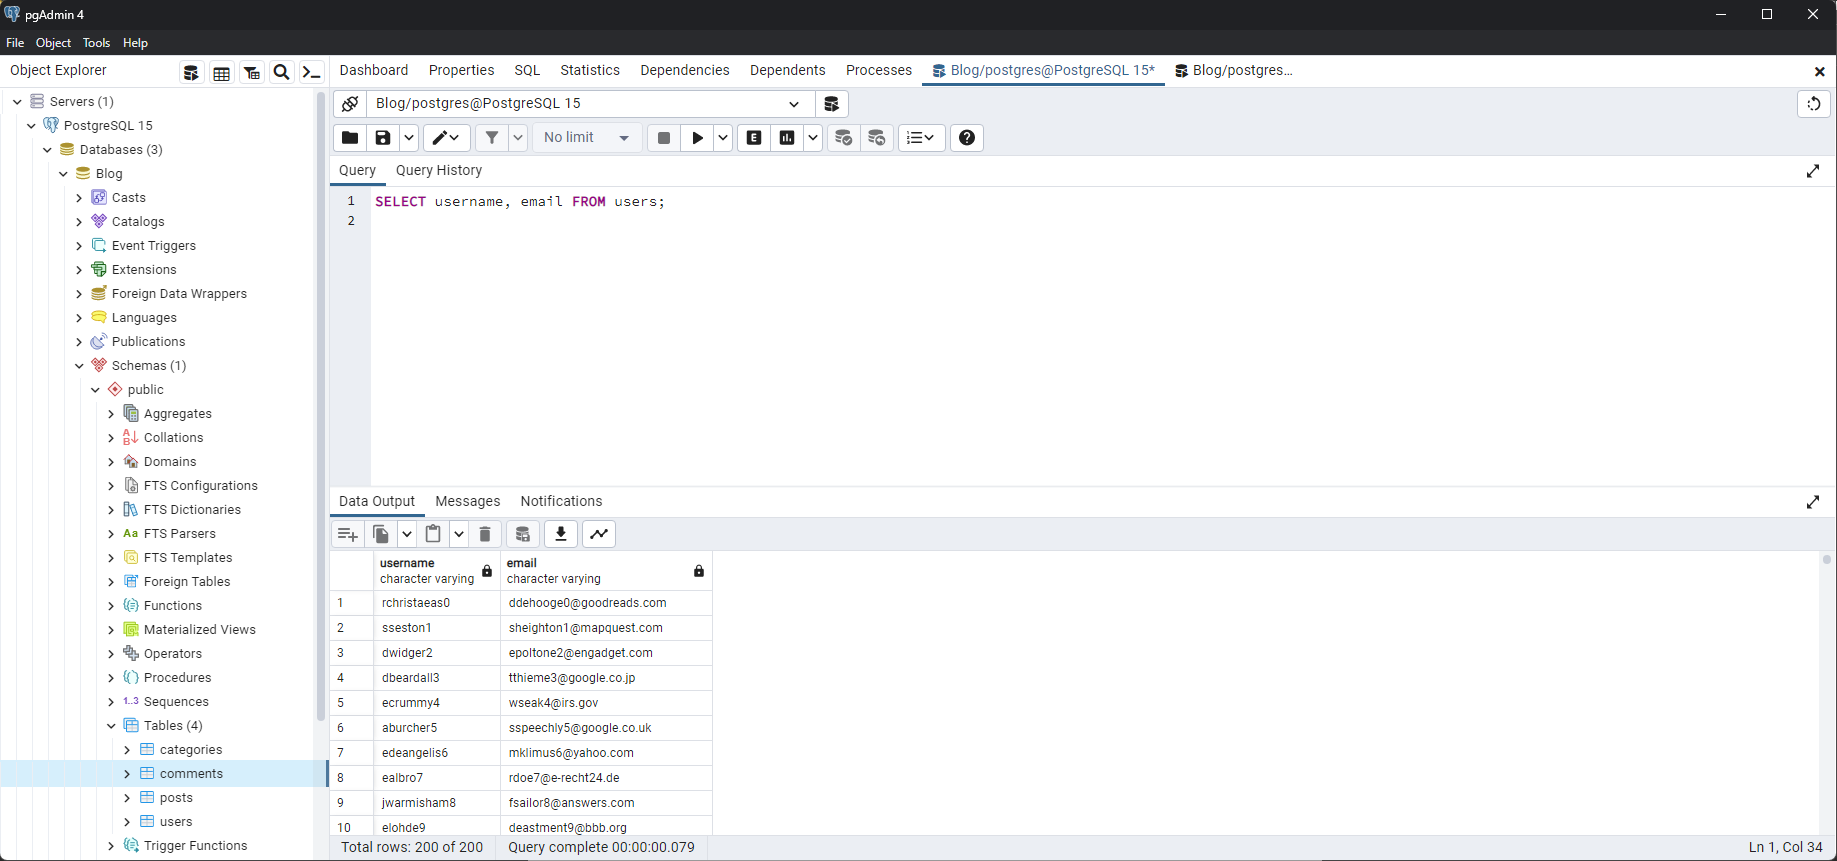 pgAdmin 4
File Object Tools Help
Object Explorer
Dashboard Properties SQL Statistics Dependencies Dependents Processes Blog/postgres@PostgreSQL 15* Blog/postgres...
Servers (1)
PostgreSQL 15
Databases (3)
Blog
Casts
Catalogs
Event Triggers
Extensions
Foreign Data Wrappers
Languages
Publications
Schemas (1)
public
Aggregates
Collations
Domains
FTS Configurations
FTS Dictionaries
Aa FTS Parsers
FTS Templates
Foreign Tables
Functions
Materialized Views
Operators
Procedures
1..3 Sequences
Tables (4)
categories
comments
posts
users
Trigger Functions
Blog/postgres@PostgreSQL 15
No limit
E
Query Query History
1 SELECT username, email FROM users;
2
Data Output Messages Notifications
username email
character varying character varying
1 rchristaeas0 ddehooge0@goodreads.com
2 sseston1 sheighton1@mapquest.com
3 dwidger2 epoltone2@engadget.com
4 dbeardall3 tthieme3@google.co.jp
5 ecrummy4 wseak4@irs.gov
6 aburcher5 sspeechly5@google.co.uk
7 edeangelis6 mklimus6@yahoo.com
8 ealbro7 rdoe7@e-recht24.de
9 jwarmisham8 fsailor8@answers.com
10 elohde9 deastment9@bbb.org
Total rows: 200 of 200 Query complete 00:00:00.079 Ln 1, Col 34